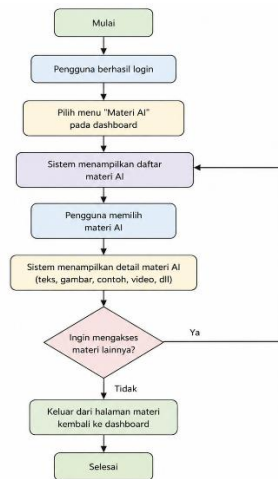 Mulai
Pengguna berhasil login
Pilih menu "Materi AI"
pada dashboard
Sistem menampilkan daftar
materi AI
Pengguna memilih
materi AI
Sistem menampilkan detail materi AI
(teks, gambar, contoh, video, dll)
Ingin mengakses
materi lainnya?
Ya
Tidak
Keluar dari halaman materi
kembali ke dashboard
Selesai